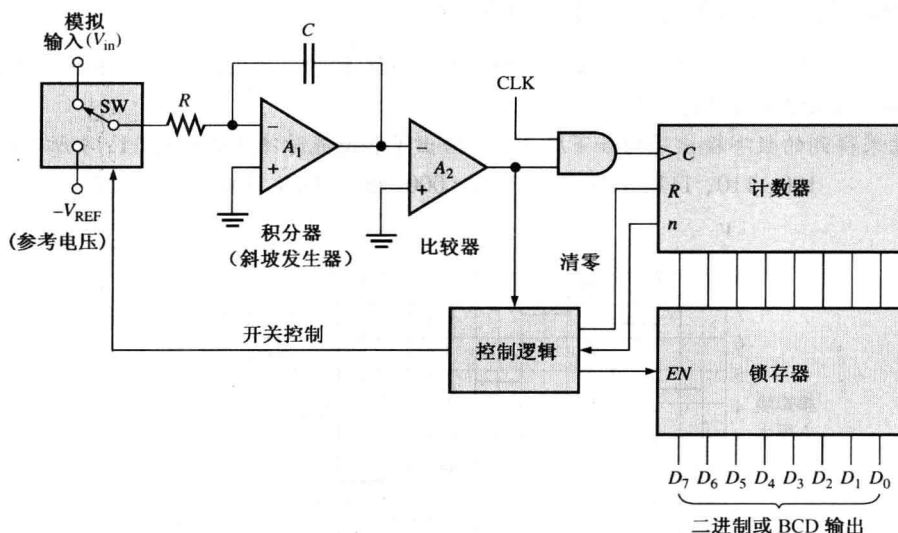 模拟
输入(V_in)
SW
R
C
−
+
A₁
−V_REF
(参考电压)
积分器
(斜坡发生器)
−
+
A₂
比较器
CLK
C
R
n
计数器
清零
开关控制
控制逻辑
EN
锁存器
D₇ D₆ D₅ D₄ D₃ D₂ D₁ D₀
二进制或 BCD 输出